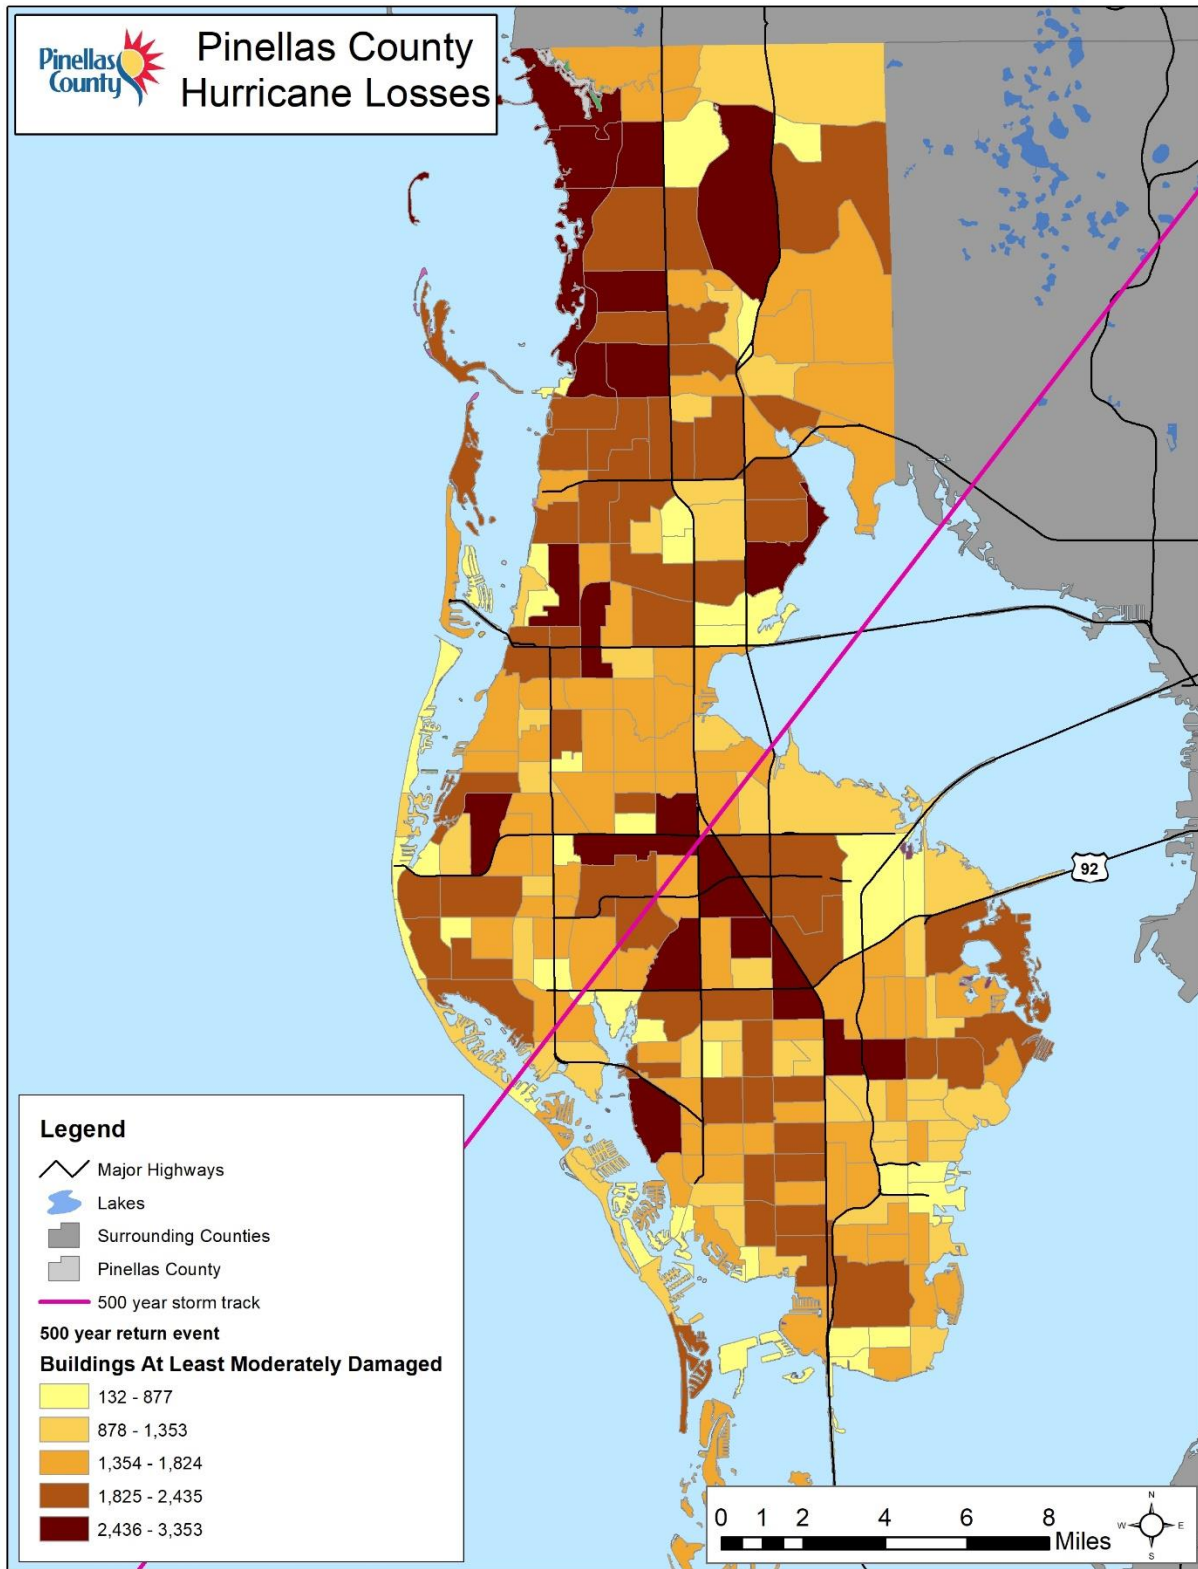 Pinellas
County
Pinellas County
Hurricane Losses
92
Legend
Major Highways
Lakes
Surrounding Counties
Pinellas County
500 year storm track
500 year return event
Buildings At Least Moderately Damaged
132 - 877
878 - 1,353
1,354 - 1,824
1,825 - 2,435
2,436 - 3,353
0 1 2 4 6 8
Miles
N
W E
S